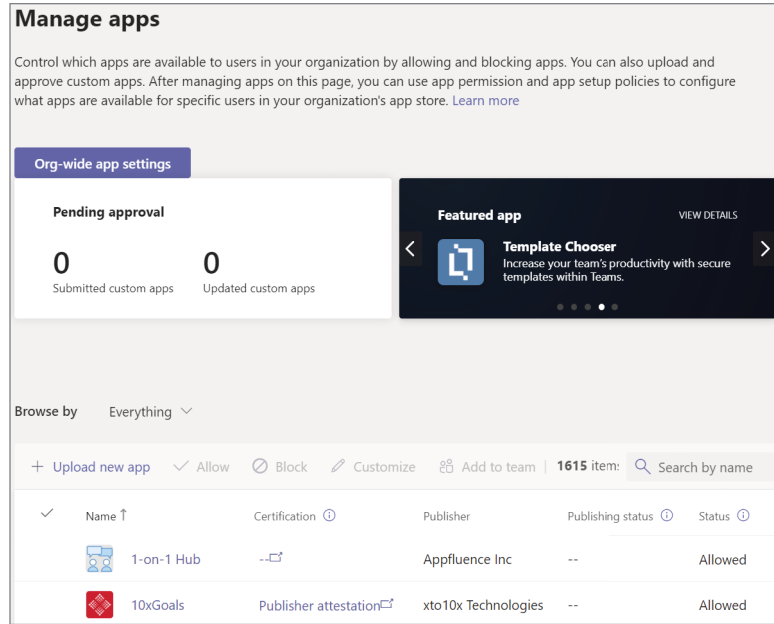 Manage apps
Control which apps are available to users in your organization by allowing and blocking apps. You can also upload and
approve custom apps. After managing apps on this page, you can use app permission and app setup policies to configure
what apps are available for specific users in your organization's app store. Learn more
Org-wide app settings
Pending approval
0 0
Submitted custom apps Updated custom apps
Featured app VIEW DETAILS
Template Chooser
Increase your team's productivity with secure
templates within Teams.
Browse by Everything
+ Upload new app Allow Block Customize Add to team | 1615 item: Search by name
Name ↑ Certification Publisher Publishing status Status
1-on-1 Hub -- Appfluence Inc -- Allowed
10xGoals Publisher attestation xto10x Technologies -- Allowed